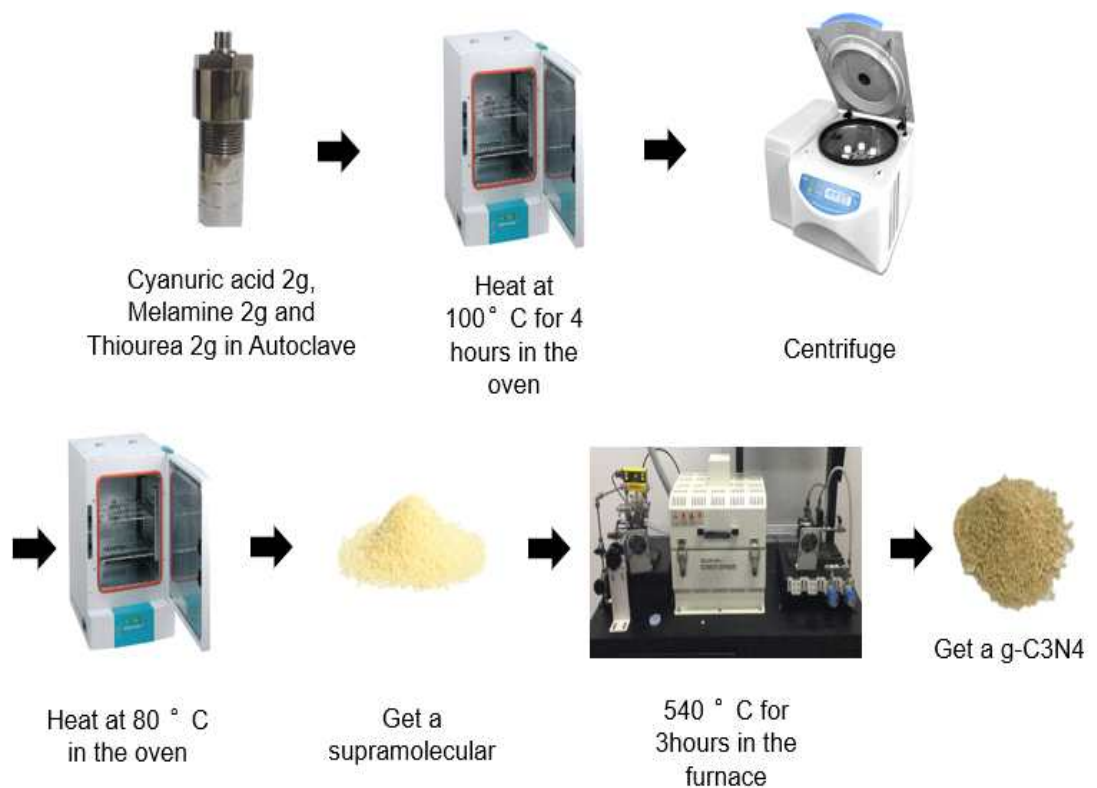 Cyanuric acid 2g,
Melamine 2g and
Thiourea 2g in Autoclave
Heat at
100° C for 4
hours in the
oven
Centrifuge
Heat at 80 ° C
in the oven
Get a
supramolecular
540 ° C for
3hours in the
furnace
Get a g-C3N4